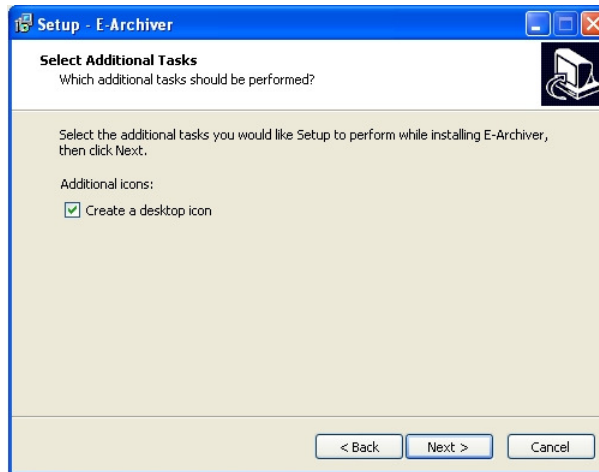 Setup - E-Archiver
Select Additional Tasks
Which additional tasks should be performed?
Select the additional tasks you would like Setup to perform while installing E-Archiver,
then click Next.
Additional icons:
Create a desktop icon
< Back
Next >
Cancel